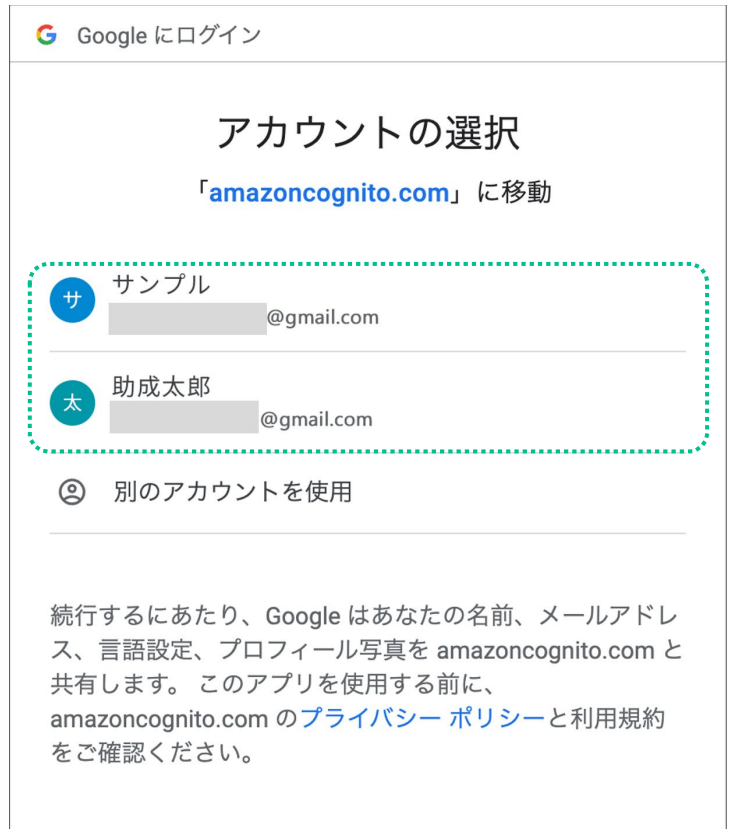 Google にログイン
アカウントの選択
「amazoncognito.com」に移動
サ
サンプル
@gmail.com
太
助成太郎
@gmail.com
別のアカウントを使用
続行するにあたり、Google はあなたの名前、メールアドレ
ス、言語設定、プロフィール写真を amazoncognito.com と
共有します。 このアプリを使用する前に、
amazoncognito.com のプライバシー ポリシーと利用規約
をご確認ください。